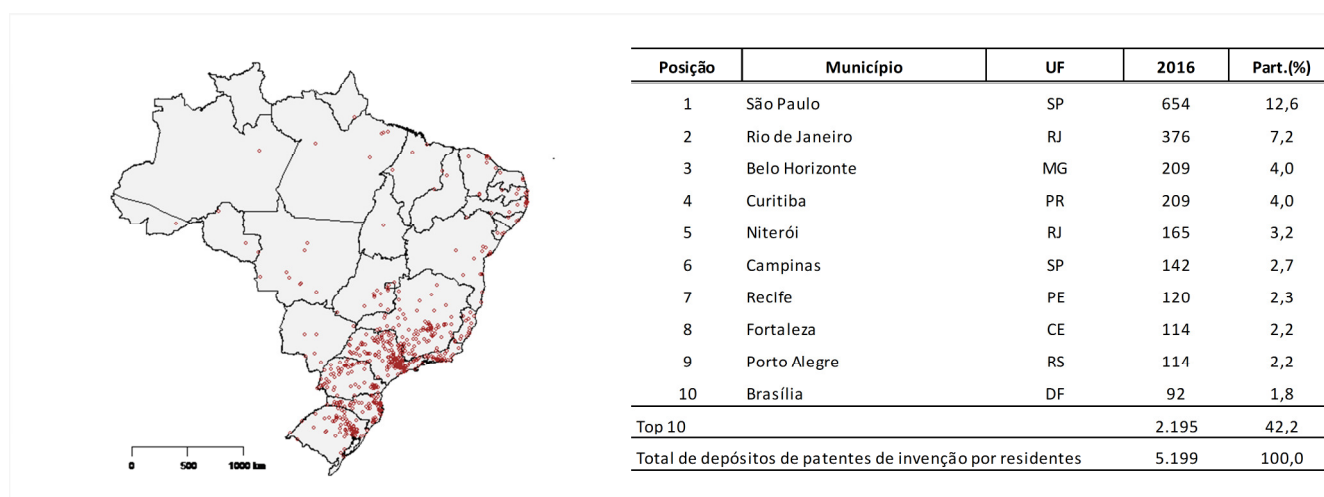 Posição Município UF 2016 Part.(%)
1 São Paulo SP 654 12,6
2 Rio de Janeiro RJ 376 7,2
3 Belo Horizonte MG 209 4,0
4 Curitiba PR 209 4,0
5 Niterói RJ 165 3,2
6 Campinas SP 142 2,7
7 Recife PE 120 2,3
8 Fortaleza CE 114 2,2
9 Porto Alegre RS 114 2,2
10 Brasília DF 92 1,8
Top 10 2.195 42,2
Total de depósitos de patentes de invenção por residentes 5.199 100,0
0 500 1000 km